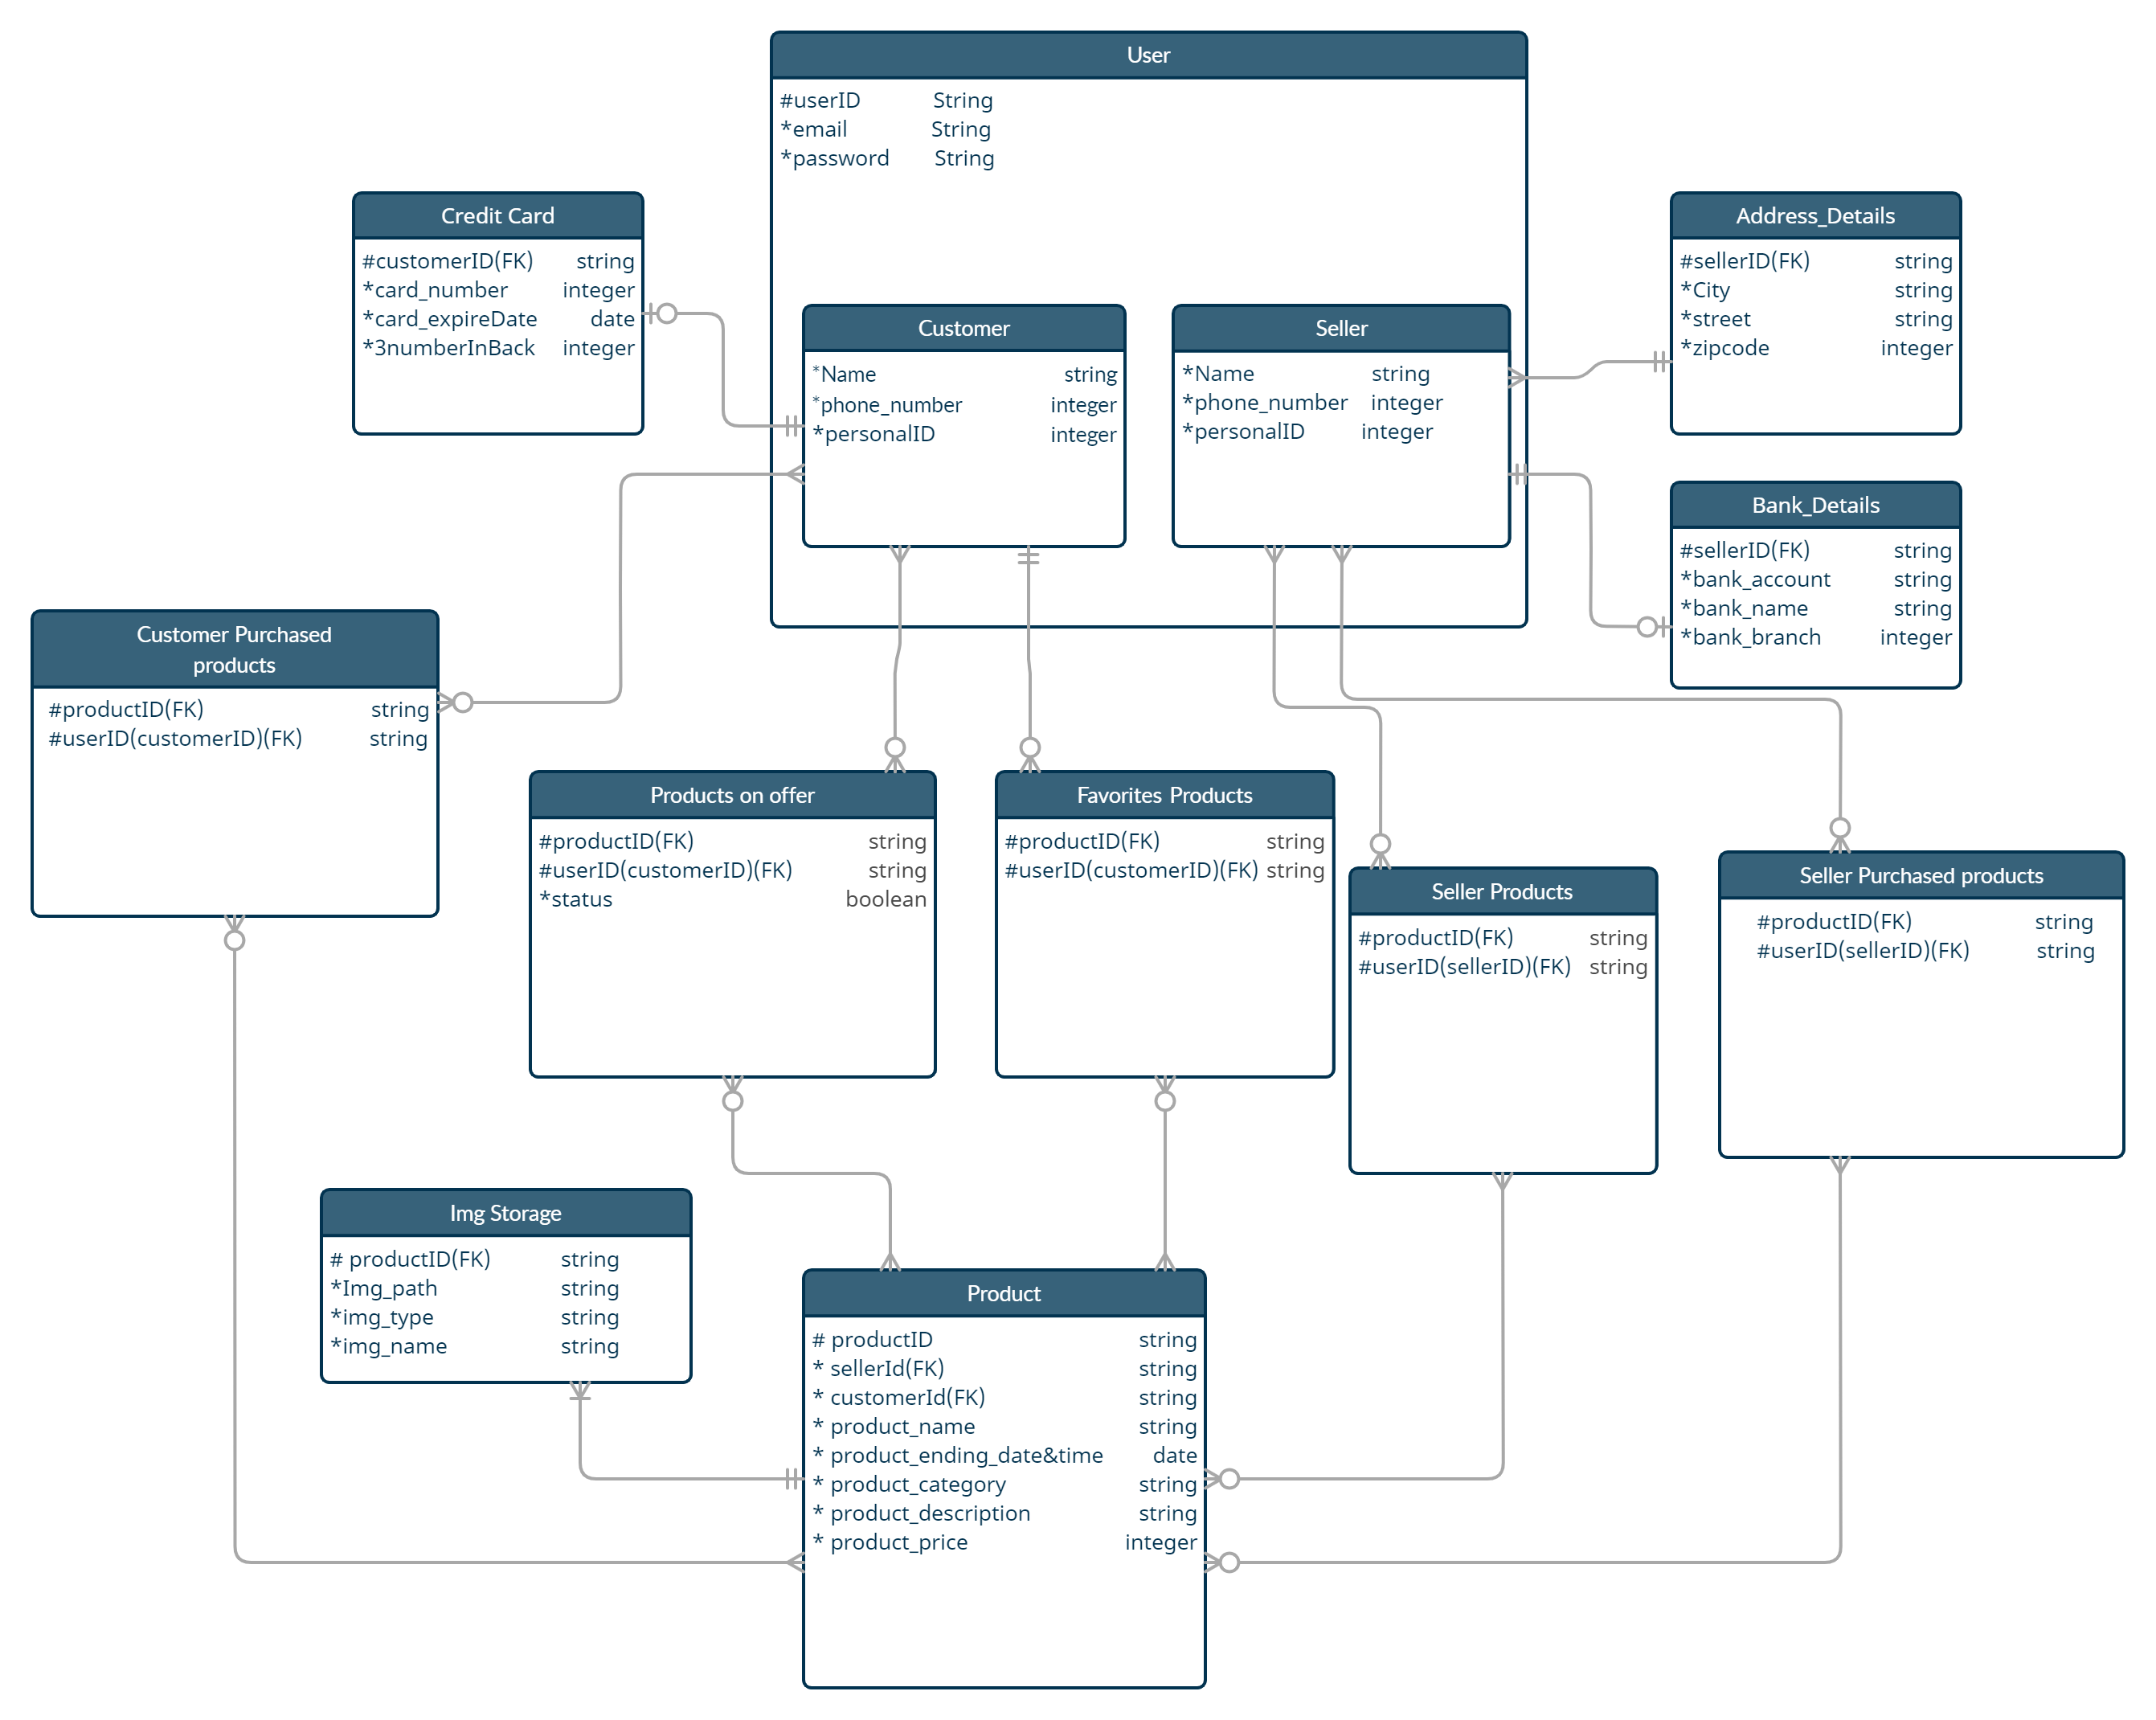 User
#userID String
*email String
*password String
Credit Card
#customerID(FK) string
*card_number integer
*card_expireDate date
*3numberInBack integer
Address_Details
#sellerID(FK) string
*City string
*street string
*zipcode integer
Customer
*Name string
*phone_number integer
*personalID integer
Seller
*Name string
*phone_number integer
*personalID integer
Bank_Details
#sellerID(FK) string
*bank_account string
*bank_name string
*bank_branch integer
Customer Purchased
products
#productID(FK) string
#userID(customerID)(FK) string
Products on offer
#productID(FK) string
#userID(customerID)(FK) string
*status boolean
Favorites Products
#productID(FK) string
#userID(customerID)(FK) string
Seller Products
#productID(FK) string
#userID(sellerID)(FK) string
Seller Purchased products
#productID(FK) string
#userID(sellerID)(FK) string
Img Storage
# productID(FK) string
*Img_path string
*img_type string
*img_name string
Product
# productID string
* sellerId(FK) string
* customerId(FK) string
* product_name string
* product_ending_date&time date
* product_category string
* product_description string
* product_price integer